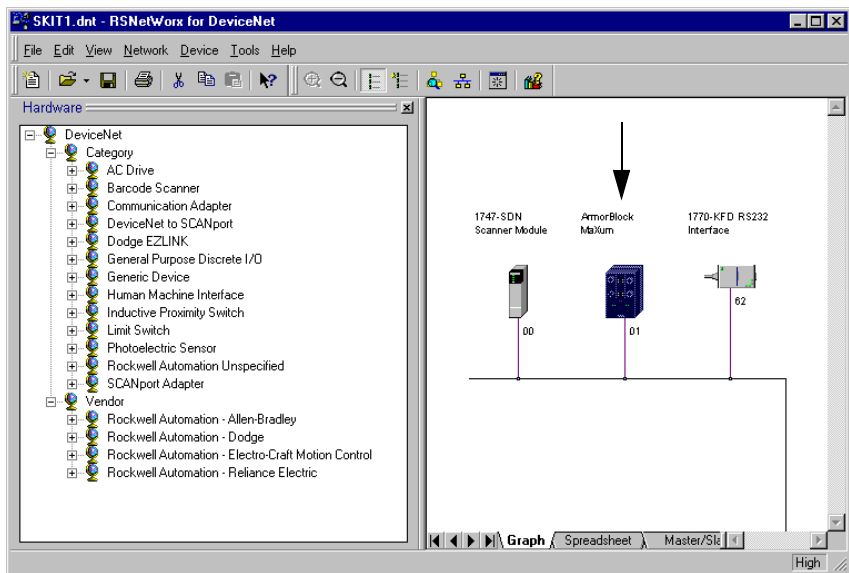 SKIT1.dnt - RSNetWorx for DeviceNet
File Edit View Network Device Tools Help
Hardware
DeviceNet
Category
AC Drive
Barcode Scanner
Communication Adapter
DeviceNet to SCANport
Dodge EZLINK
General Purpose Discrete I/O
Generic Device
Human Machine Interface
Inductive Proximity Switch
Limit Switch
Photoelectric Sensor
Rockwell Automation Unspecified
SCANport Adapter
Vendor
Rockwell Automation - Allen-Bradley
Rockwell Automation - Dodge
Rockwell Automation - Electro-Craft Motion Control
Rockwell Automation - Reliance Electric
1747-SDN
Scanner Module
00
ArmorBlock
MaXum
01
1770-KFD RS232
Interface
62
Graph Spreadsheet Master/Sla
High